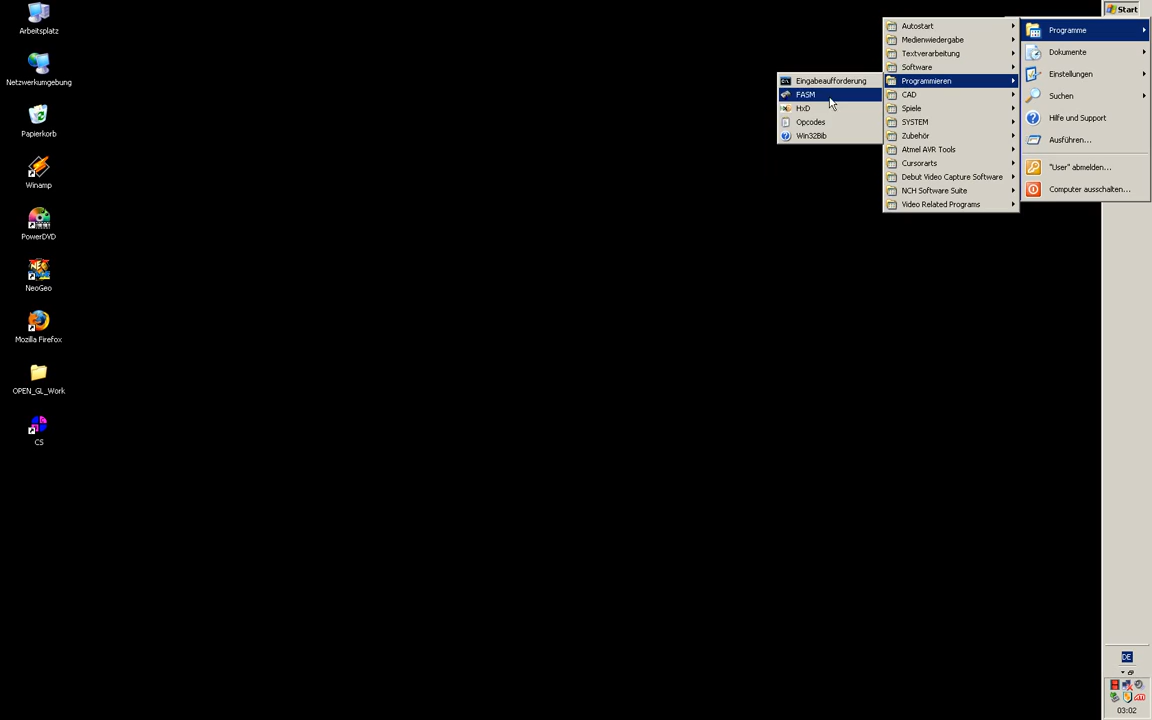 Arbeitsplatz
Netzwerkumgebung
Papierkorb
Winamp
PowerDVD
NeoGeo
Mozilla Firefox
OPEN_GL_Work
CS
Eingabeaufforderung
FASM
HxD
Opcodes
Win32Bib
Autostart
Medienwiedergabe
Textverarbeitung
Software
Programmieren
CAD
Spiele
SYSTEM
Zubehör
Atmel AVR Tools
Cursorarts
Debut Video Capture Software
NCH Software Suite
Video Related Programs
Start
Programme
Dokumente
Einstellungen
Suchen
Hilfe und Support
Ausführen...
"User" abmelden...
Computer ausschalten...
DE
03:02